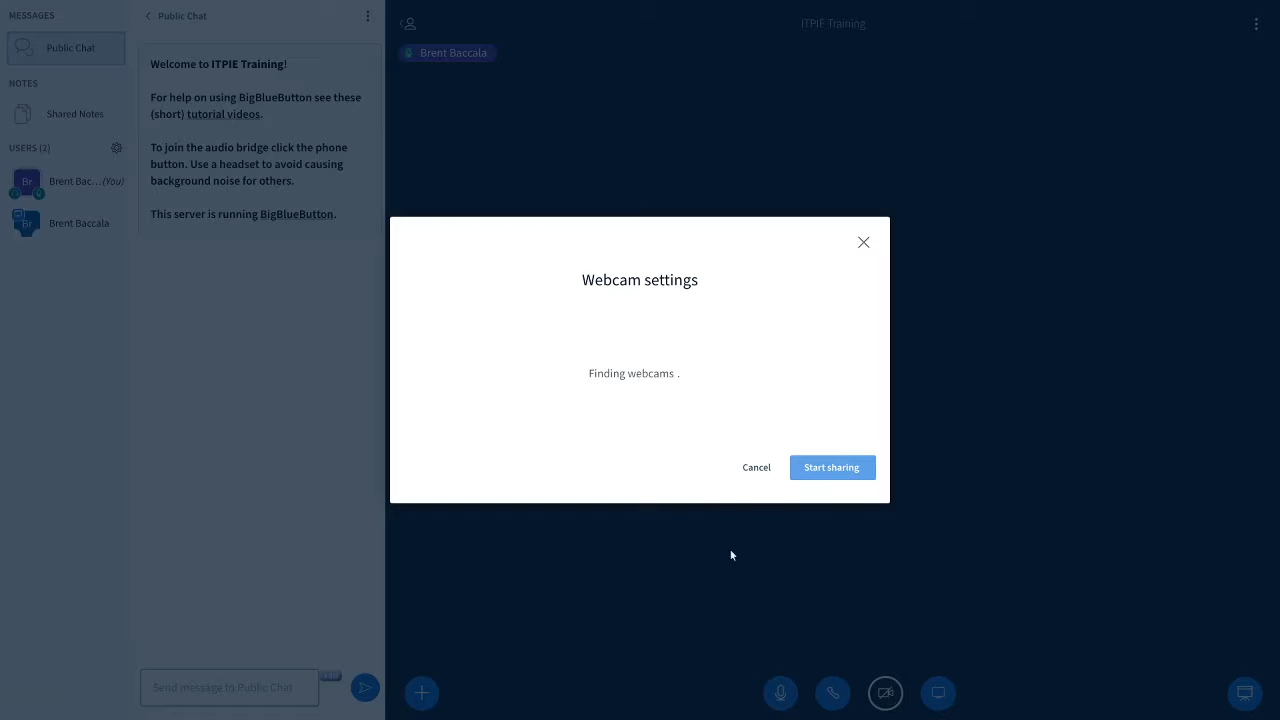 MESSAGES
Public Chat
NOTES
Shared Notes
USERS (2)
Br
Brent Bac... (You)
Br
Brent Baccala
Public Chat
Welcome to ITPIE Training!
For help on using BigBlueButton see these
(short) tutorial videos.
To join the audio bridge click the phone
button. Use a headset to avoid causing
background noise for others.
This server is running BigBlueButton.
Send message to Public Chat
ITPIE Training
Brent Baccala
Webcam settings
Finding webcams .
Cancel
Start sharing